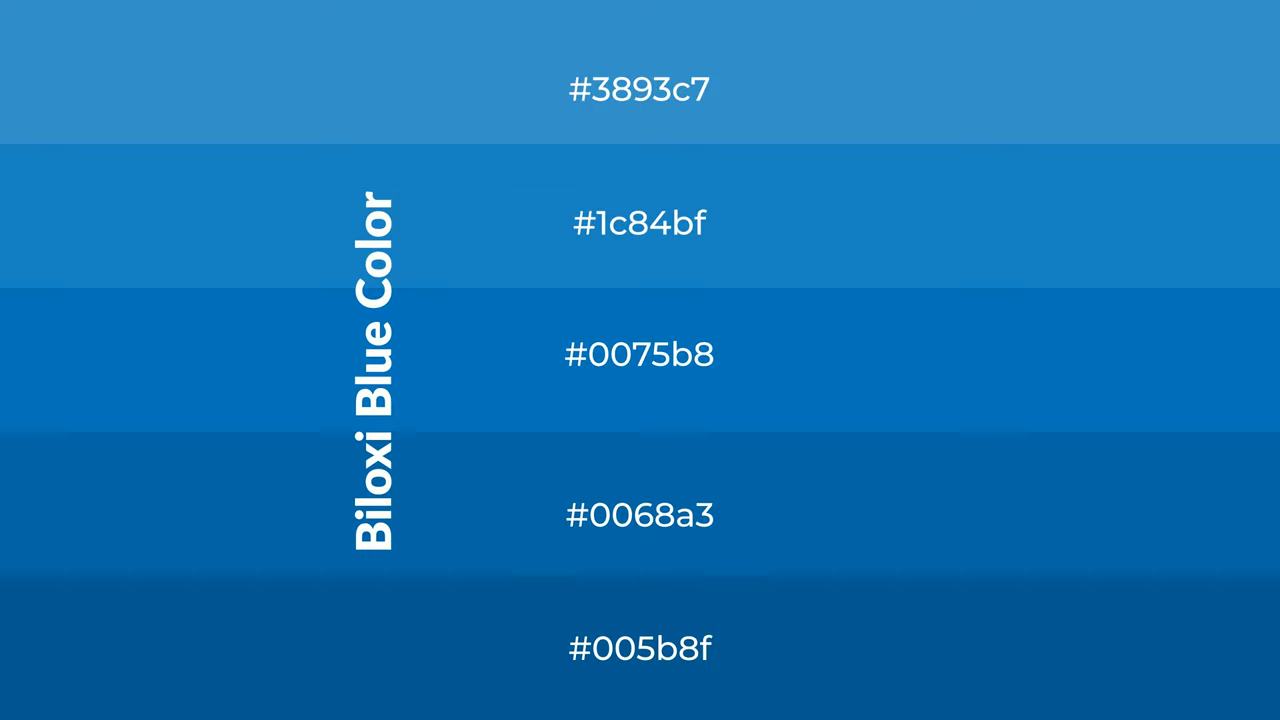 Biloxi Blue Color
#3893c7
#1c84bf
#0075b8
#0068a3
#005b8f